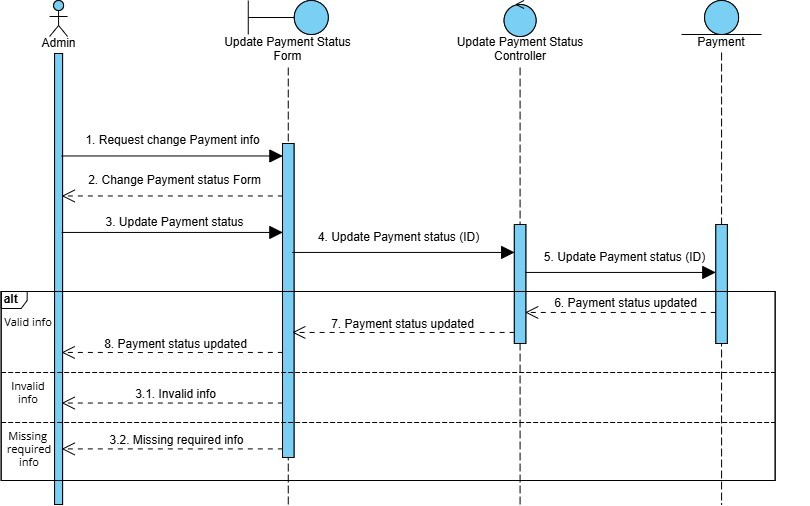 Admin
Update Payment Status
Form
Update Payment Status
Controller
Payment
1. Request change Payment info
2. Change Payment status Form
3. Update Payment status
4. Update Payment status (ID)
5. Update Payment status (ID)
alt
Valid info
6. Payment status updated
7. Payment status updated
8. Payment status updated
Invalid
info
3.1. Invalid info
Missing
required
info
3.2. Missing required info